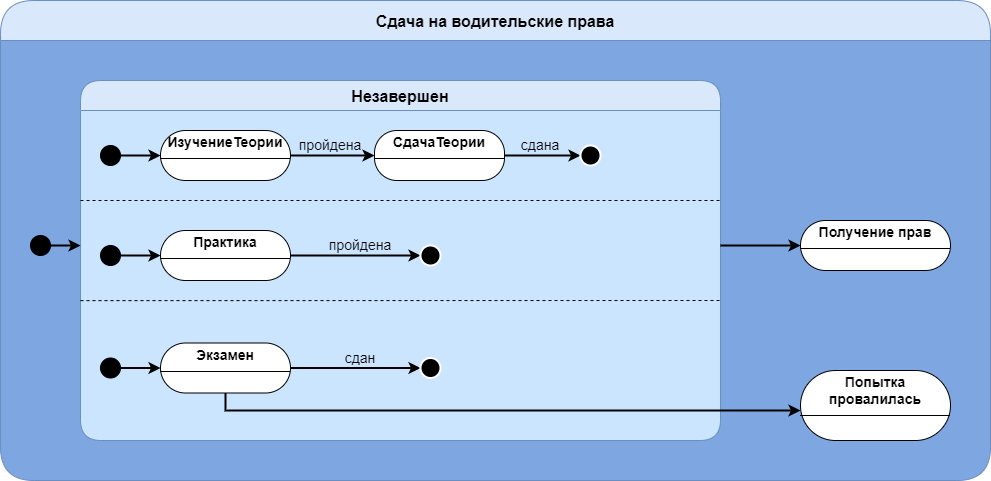 Сдача на водительские права
Незавершен
ИзучениеТеории
пройдена
СдачаТеории
сдана
Практика
пройдена
Получение прав
Экзамен
сдан
Попытка
провалилась